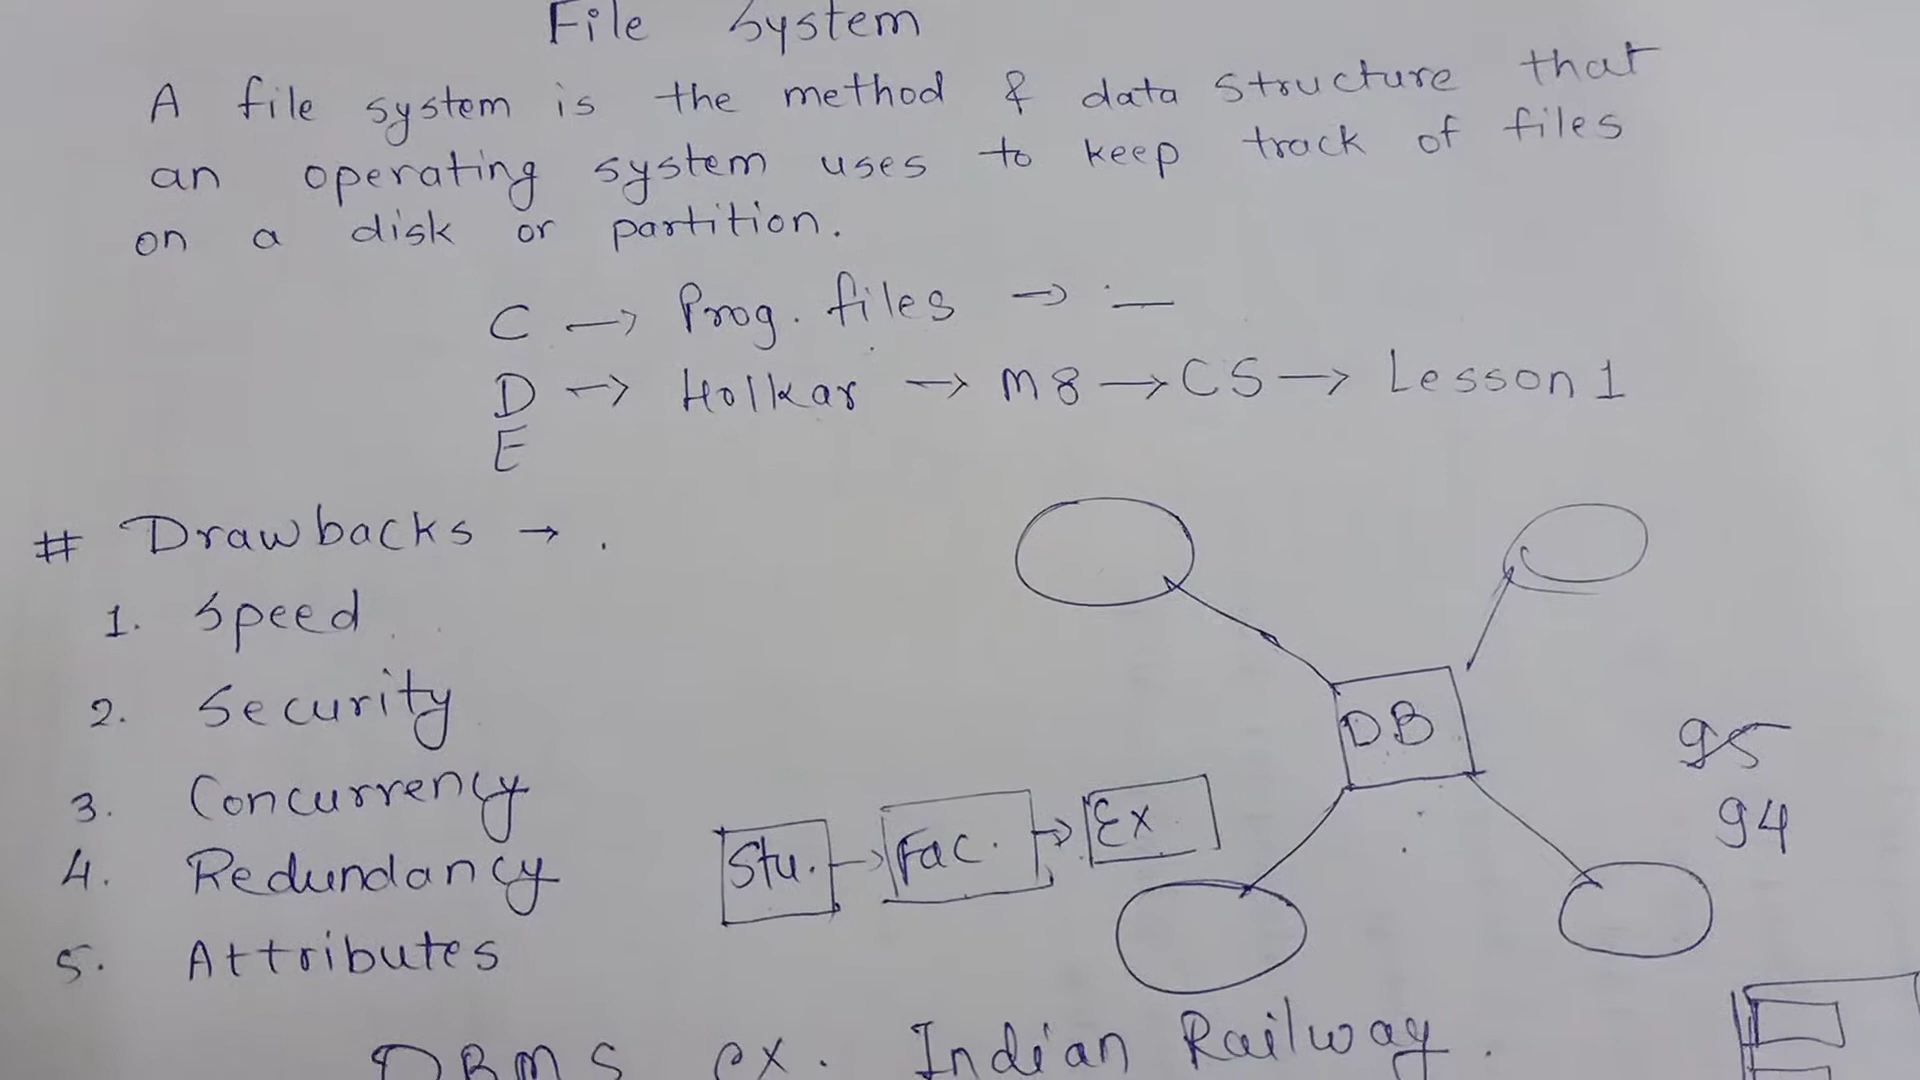 File System
A file system is the method & data structure that
an operating system uses to keep track of files
on a disk or partition.
C → Prog. files → —
D → Holkar → M8 → CS → Lesson 1
E
# Drawbacks →
1. Speed
2. Security
3. Concurrency
4. Redundancy
5. Attributes
DB
95
94
Stu. → Fac. → Ex
DBMS ex. Indian Railway.